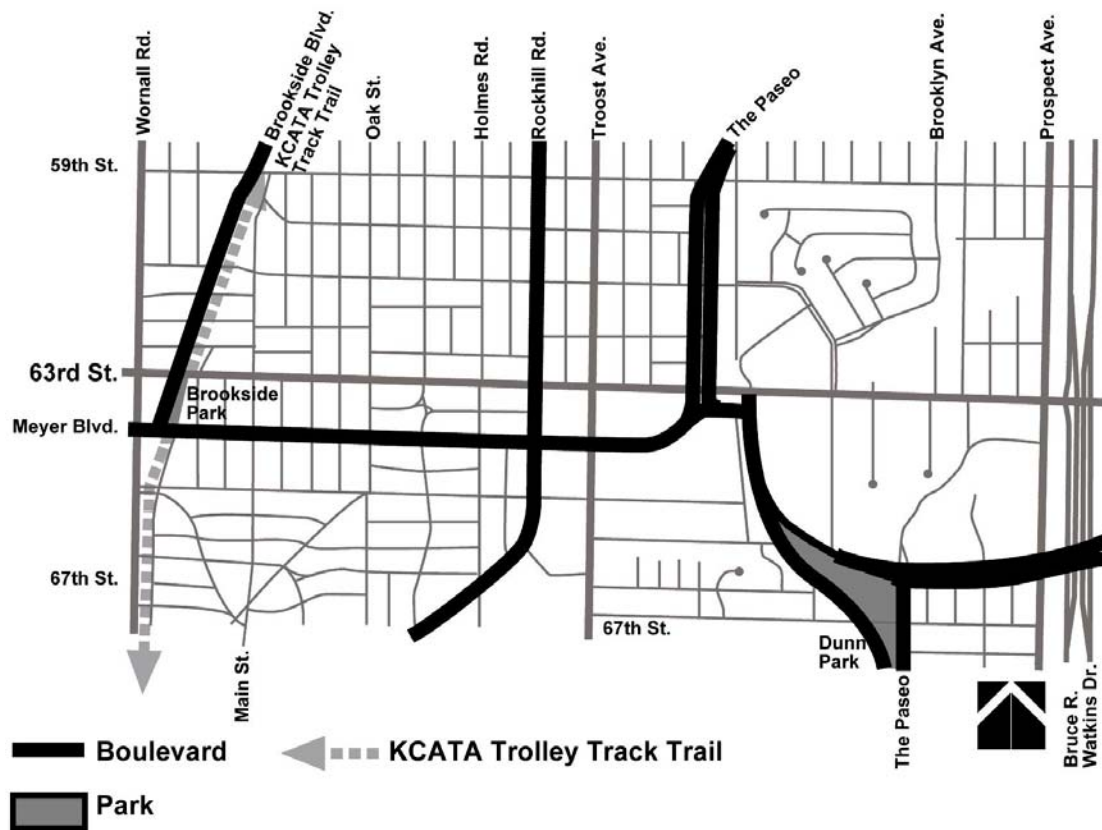 Wornall Rd.
Brookside Blvd.
KCATA Trolley
Track Trail
Oak St.
Holmes Rd.
Rockhill Rd.
Troost Ave.
The Paseo
Brooklyn Ave.
Prospect Ave.
59th St.
63rd St.
Brookside
Park
Meyer Blvd.
67th St.
67th St.
Dunn
Park
Main St.
The Paseo
Bruce R.
Watkins Dr.
Boulevard
KCATA Trolley Track Trail
Park